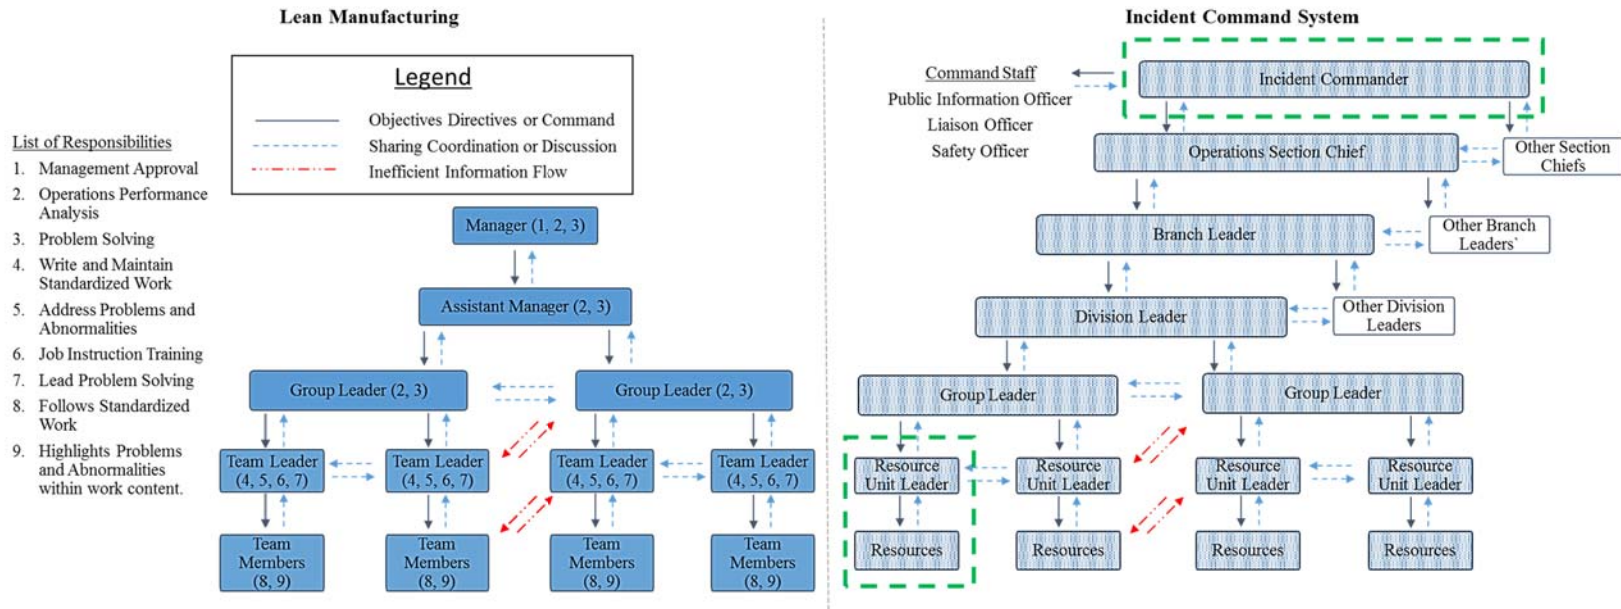 Lean Manufacturing
Legend
Objectives Directives or Command
Sharing Coordination or Discussion
Inefficient Information Flow
List of Responsibilities
1. Management Approval
2. Operations Performance
Analysis
3. Problem Solving
4. Write and Maintain
Standardized Work
5. Address Problems and
Abnormalities
6. Job Instruction Training
7. Lead Problem Solving
8. Follows Standardized
Work
9. Highlights Problems
and Abnormalities
within work content.
Manager (1, 2, 3)
Assistant Manager (2, 3)
Group Leader (2, 3)
Group Leader (2, 3)
Team Leader
(4, 5, 6, 7)
Team Leader
(4, 5, 6, 7)
Team Leader
(4, 5, 6, 7)
Team Leader
(4, 5, 6, 7)
Team
Members
(8, 9)
Team
Members
(8, 9)
Team
Members
(8, 9)
Team
Members
(8, 9)
Incident Command System
Command Staff
Public Information Officer
Liaison Officer
Safety Officer
Incident Commander
Operations Section Chief
Other Section
Chiefs
Branch Leader
Other Branch
Leaders`
Division Leader
Other Division
Leaders
Group Leader
Group Leader
Resource
Unit Leader
Resource
Unit Leader
Resource
Unit Leader
Resource
Unit Leader
Resources
Resources
Resources
Resources